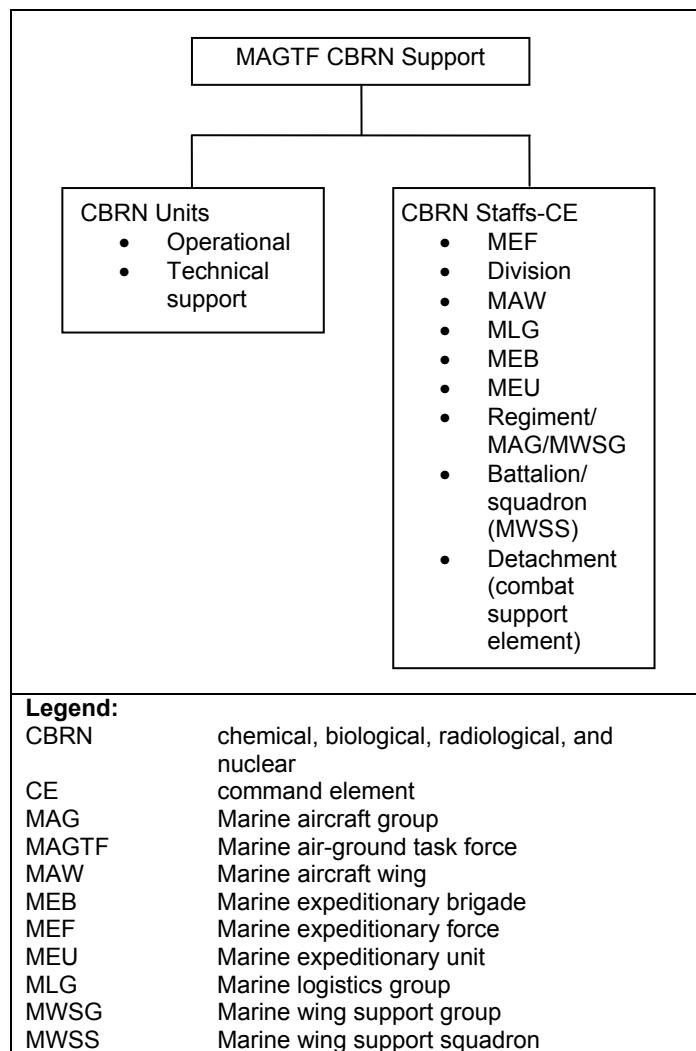 MAGTF CBRN Support
CBRN Units
• Operational
• Technical
support
CBRN Staffs-CE
• MEF
• Division
• MAW
• MLG
• MEB
• MEU
• Regiment/
MAG/MWSG
• Battalion/
squadron
(MWSS)
• Detachment
(combat
support
element)
Legend:
CBRN chemical, biological, radiological, and
nuclear
CE command element
MAG Marine aircraft group
MAGTF Marine air-ground task force
MAW Marine aircraft wing
MEB Marine expeditionary brigade
MEF Marine expeditionary force
MEU Marine expeditionary unit
MLG Marine logistics group
MWSG Marine wing support group
MWSS Marine wing support squadron